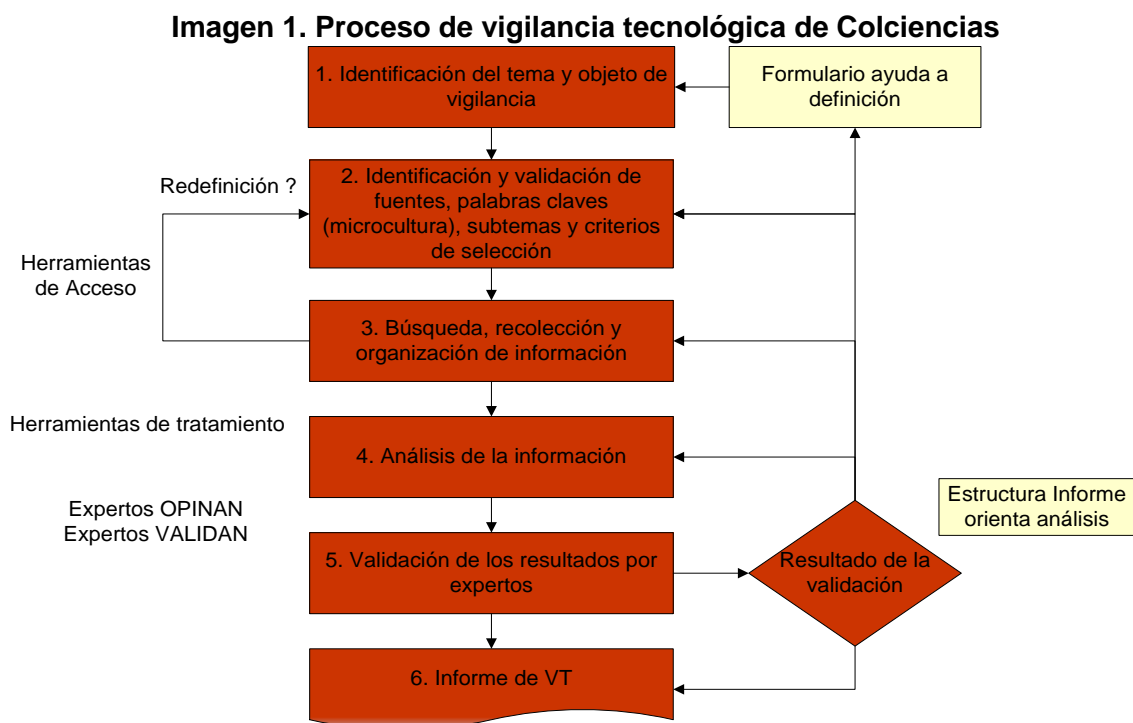 Imagen 1. Proceso de vigilancia tecnológica de Colciencias
1. Identificación del tema y objeto de
vigilancia
Formulario ayuda a
definición
Redefinición ?
2. Identificación y validación de
fuentes, palabras claves
(microcultura), subtemas y criterios
de selección
Herramientas
de Acceso
3. Búsqueda, recolección y
organización de información
Herramientas de tratamiento
4. Análisis de la información
Estructura Informe
orienta análisis
Expertos OPINAN
Expertos VALIDAN
5. Validación de los resultados por
expertos
Resultado de la
validación
6. Informe de VT